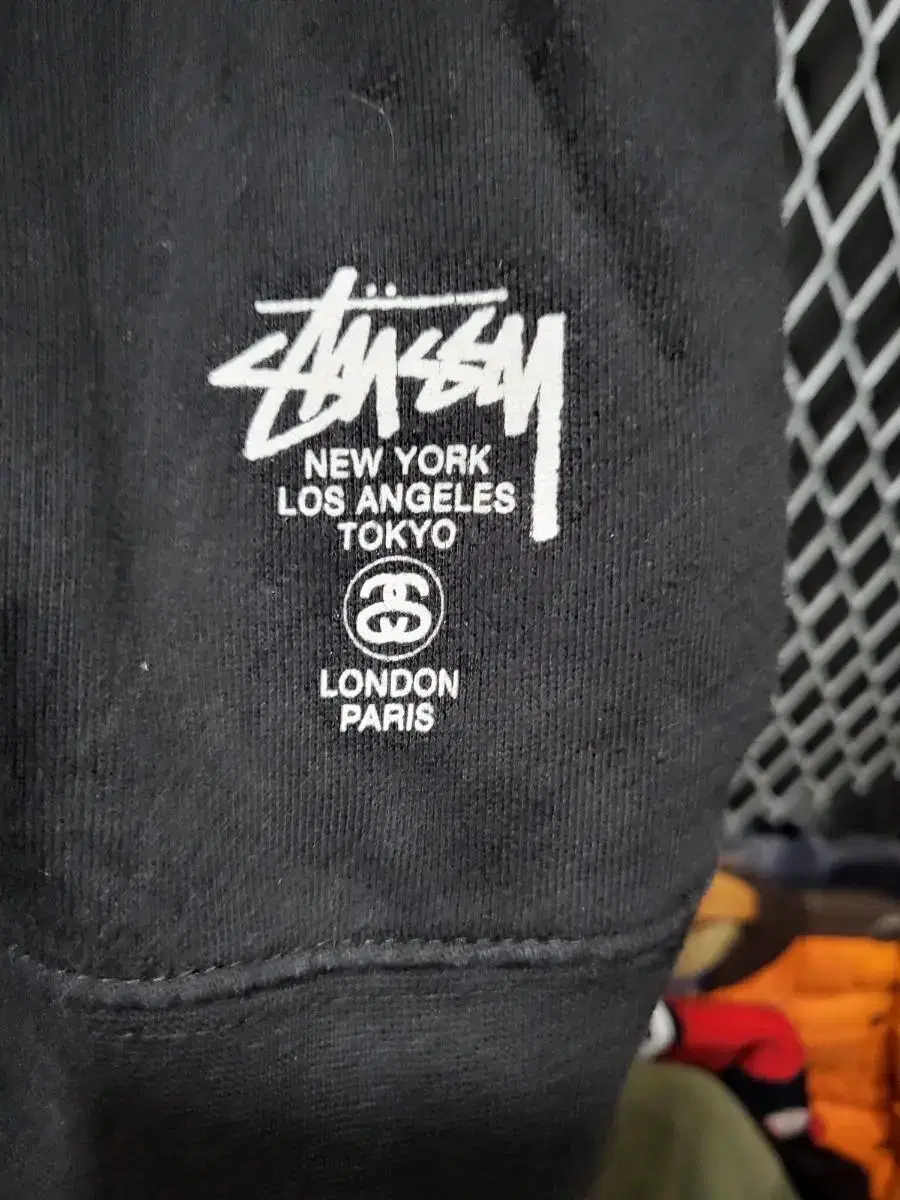 Stüssy
NEW YORK
LOS ANGELES
TOKYO
LONDON
PARIS